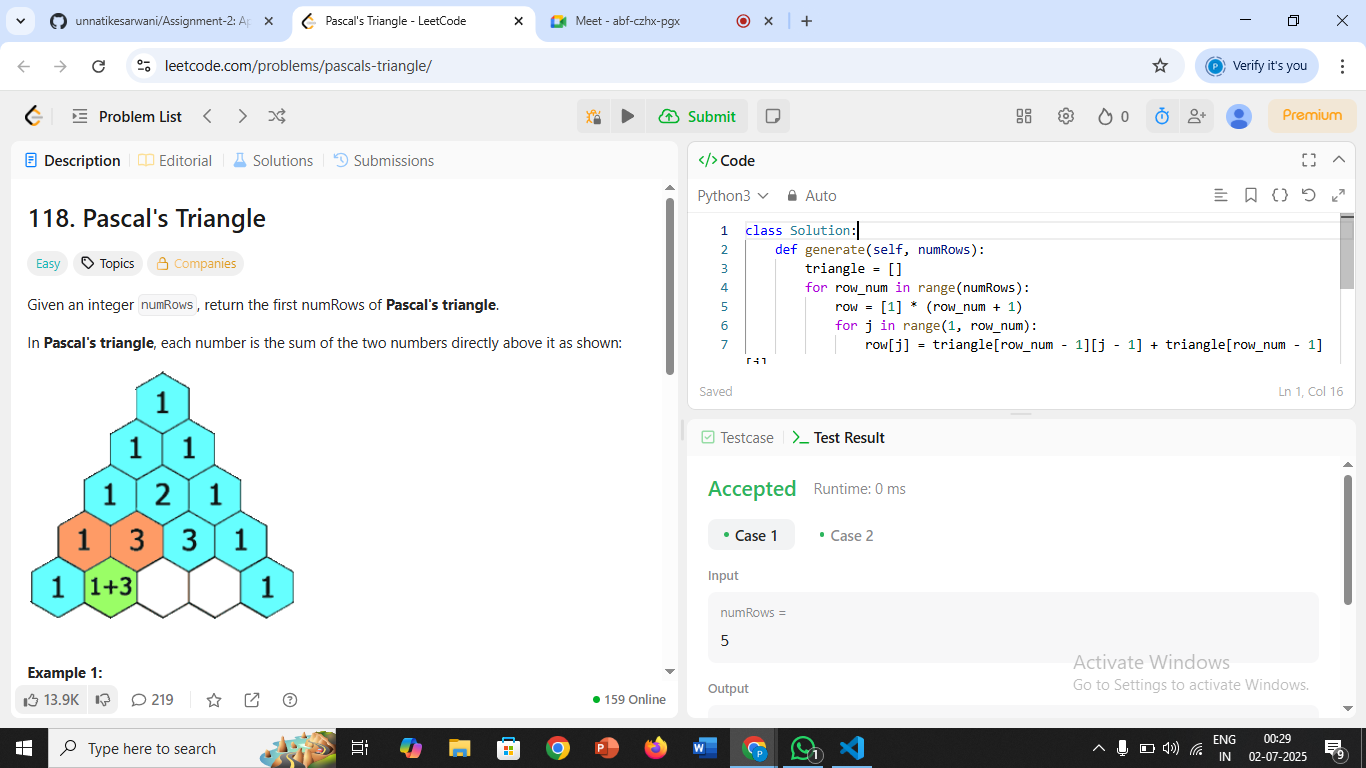 unnatikesarwani/Assignment-2: Ap
Pascal's Triangle - LeetCode
Meet - abf-czhx-pgx
leetcode.com/problems/pascals-triangle/
P
Verify it's you
Problem List
Submit
0
Premium
Description
Editorial
Solutions
Submissions
118. Pascal's Triangle
Easy
Topics
Companies
Given an integer numRows, return the first numRows of Pascal's triangle.
In Pascal's triangle, each number is the sum of the two numbers directly above it as shown:
1
1 1
1 2 1
1 3 3 1
1 1+3 1
Example 1:
13.9K
219
159 Online
Code
Python3
Auto
1 class Solution:
2 def generate(self, numRows):
3 triangle = []
4 for row_num in range(numRows):
5 row = [1] * (row_num + 1)
6 for j in range(1, row_num):
7 row[j] = triangle[row_num - 1][j - 1] + triangle[row_num - 1]
[j]
Saved
Ln 1, Col 16
Testcase
Test Result
Accepted
Runtime: 0 ms
Case 1
Case 2
Input
numRows =
5
Output
Activate Windows
Go to Settings to activate Windows.
Type here to search
P
1
ENG
IN
00:29
02-07-2025
9